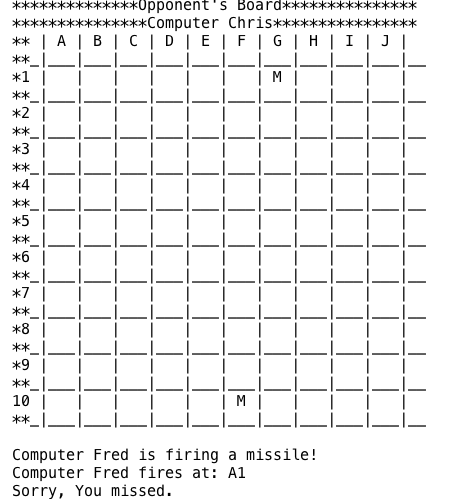 **************Opponent's Board***************
***************Computer Chris****************
** | A | B | C | D | E | F | G | H | I | J |
**_|___|___|___|___|___|___|___|___|___|___|__
*1 |   |   |   |   |   |   | M |   |   |   |
**_|___|___|___|___|___|___|___|___|___|___|__
*2 |   |   |   |   |   |   |   |   |   |   |
**_|___|___|___|___|___|___|___|___|___|___|__
*3 |   |   |   |   |   |   |   |   |   |   |
**_|___|___|___|___|___|___|___|___|___|___|__
*4 |   |   |   |   |   |   |   |   |   |   |
**_|___|___|___|___|___|___|___|___|___|___|__
*5 |   |   |   |   |   |   |   |   |   |   |
**_|___|___|___|___|___|___|___|___|___|___|__
*6 |   |   |   |   |   |   |   |   |   |   |
**_|___|___|___|___|___|___|___|___|___|___|__
*7 |   |   |   |   |   |   |   |   |   |   |
**_|___|___|___|___|___|___|___|___|___|___|__
*8 |   |   |   |   |   |   |   |   |   |   |
**_|___|___|___|___|___|___|___|___|___|___|__
*9 |   |   |   |   |   |   |   |   |   |   |
**_|___|___|___|___|___|___|___|___|___|___|__
10 |   |   |   |   |   | M |   |   |   |   |
**_|___|___|___|___|___|___|___|___|___|___|__
Computer Fred is firing a missile!
Computer Fred fires at: A1
Sorry, You missed.